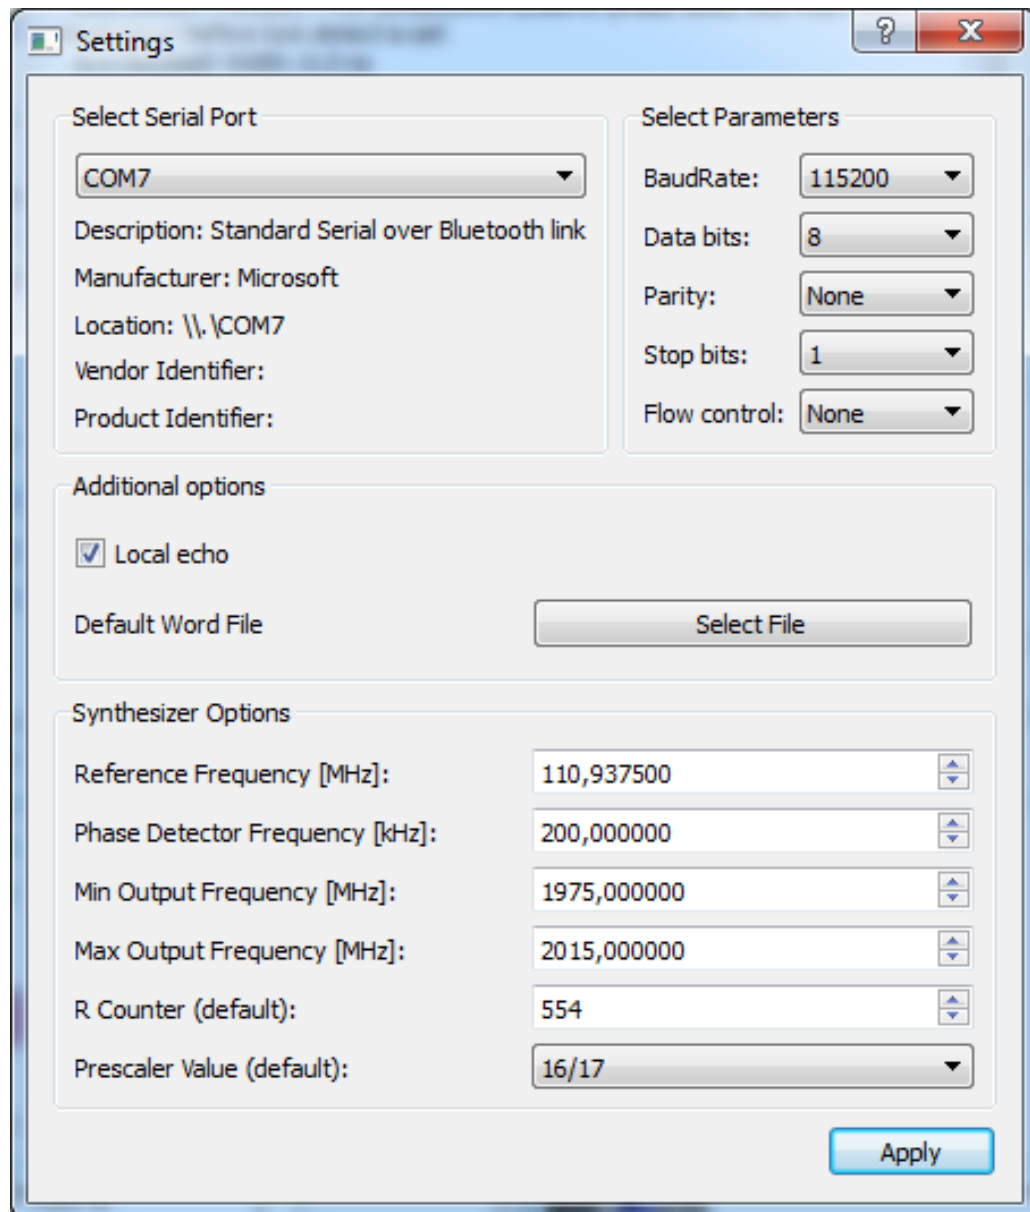 Settings
Select Serial Port
COM7
Description: Standard Serial over Bluetooth link
Manufacturer: Microsoft
Location: \\.\COM7
Vendor Identifier:
Product Identifier:
Select Parameters
BaudRate: 115200
Data bits: 8
Parity: None
Stop bits: 1
Flow control: None
Additional options
Local echo
Default Word File Select File
Synthesizer Options
Reference Frequency [MHz]: 110,937500
Phase Detector Frequency [kHz]: 200,000000
Min Output Frequency [MHz]: 1975,000000
Max Output Frequency [MHz]: 2015,000000
R Counter (default): 554
Prescaler Value (default): 16/17
Apply